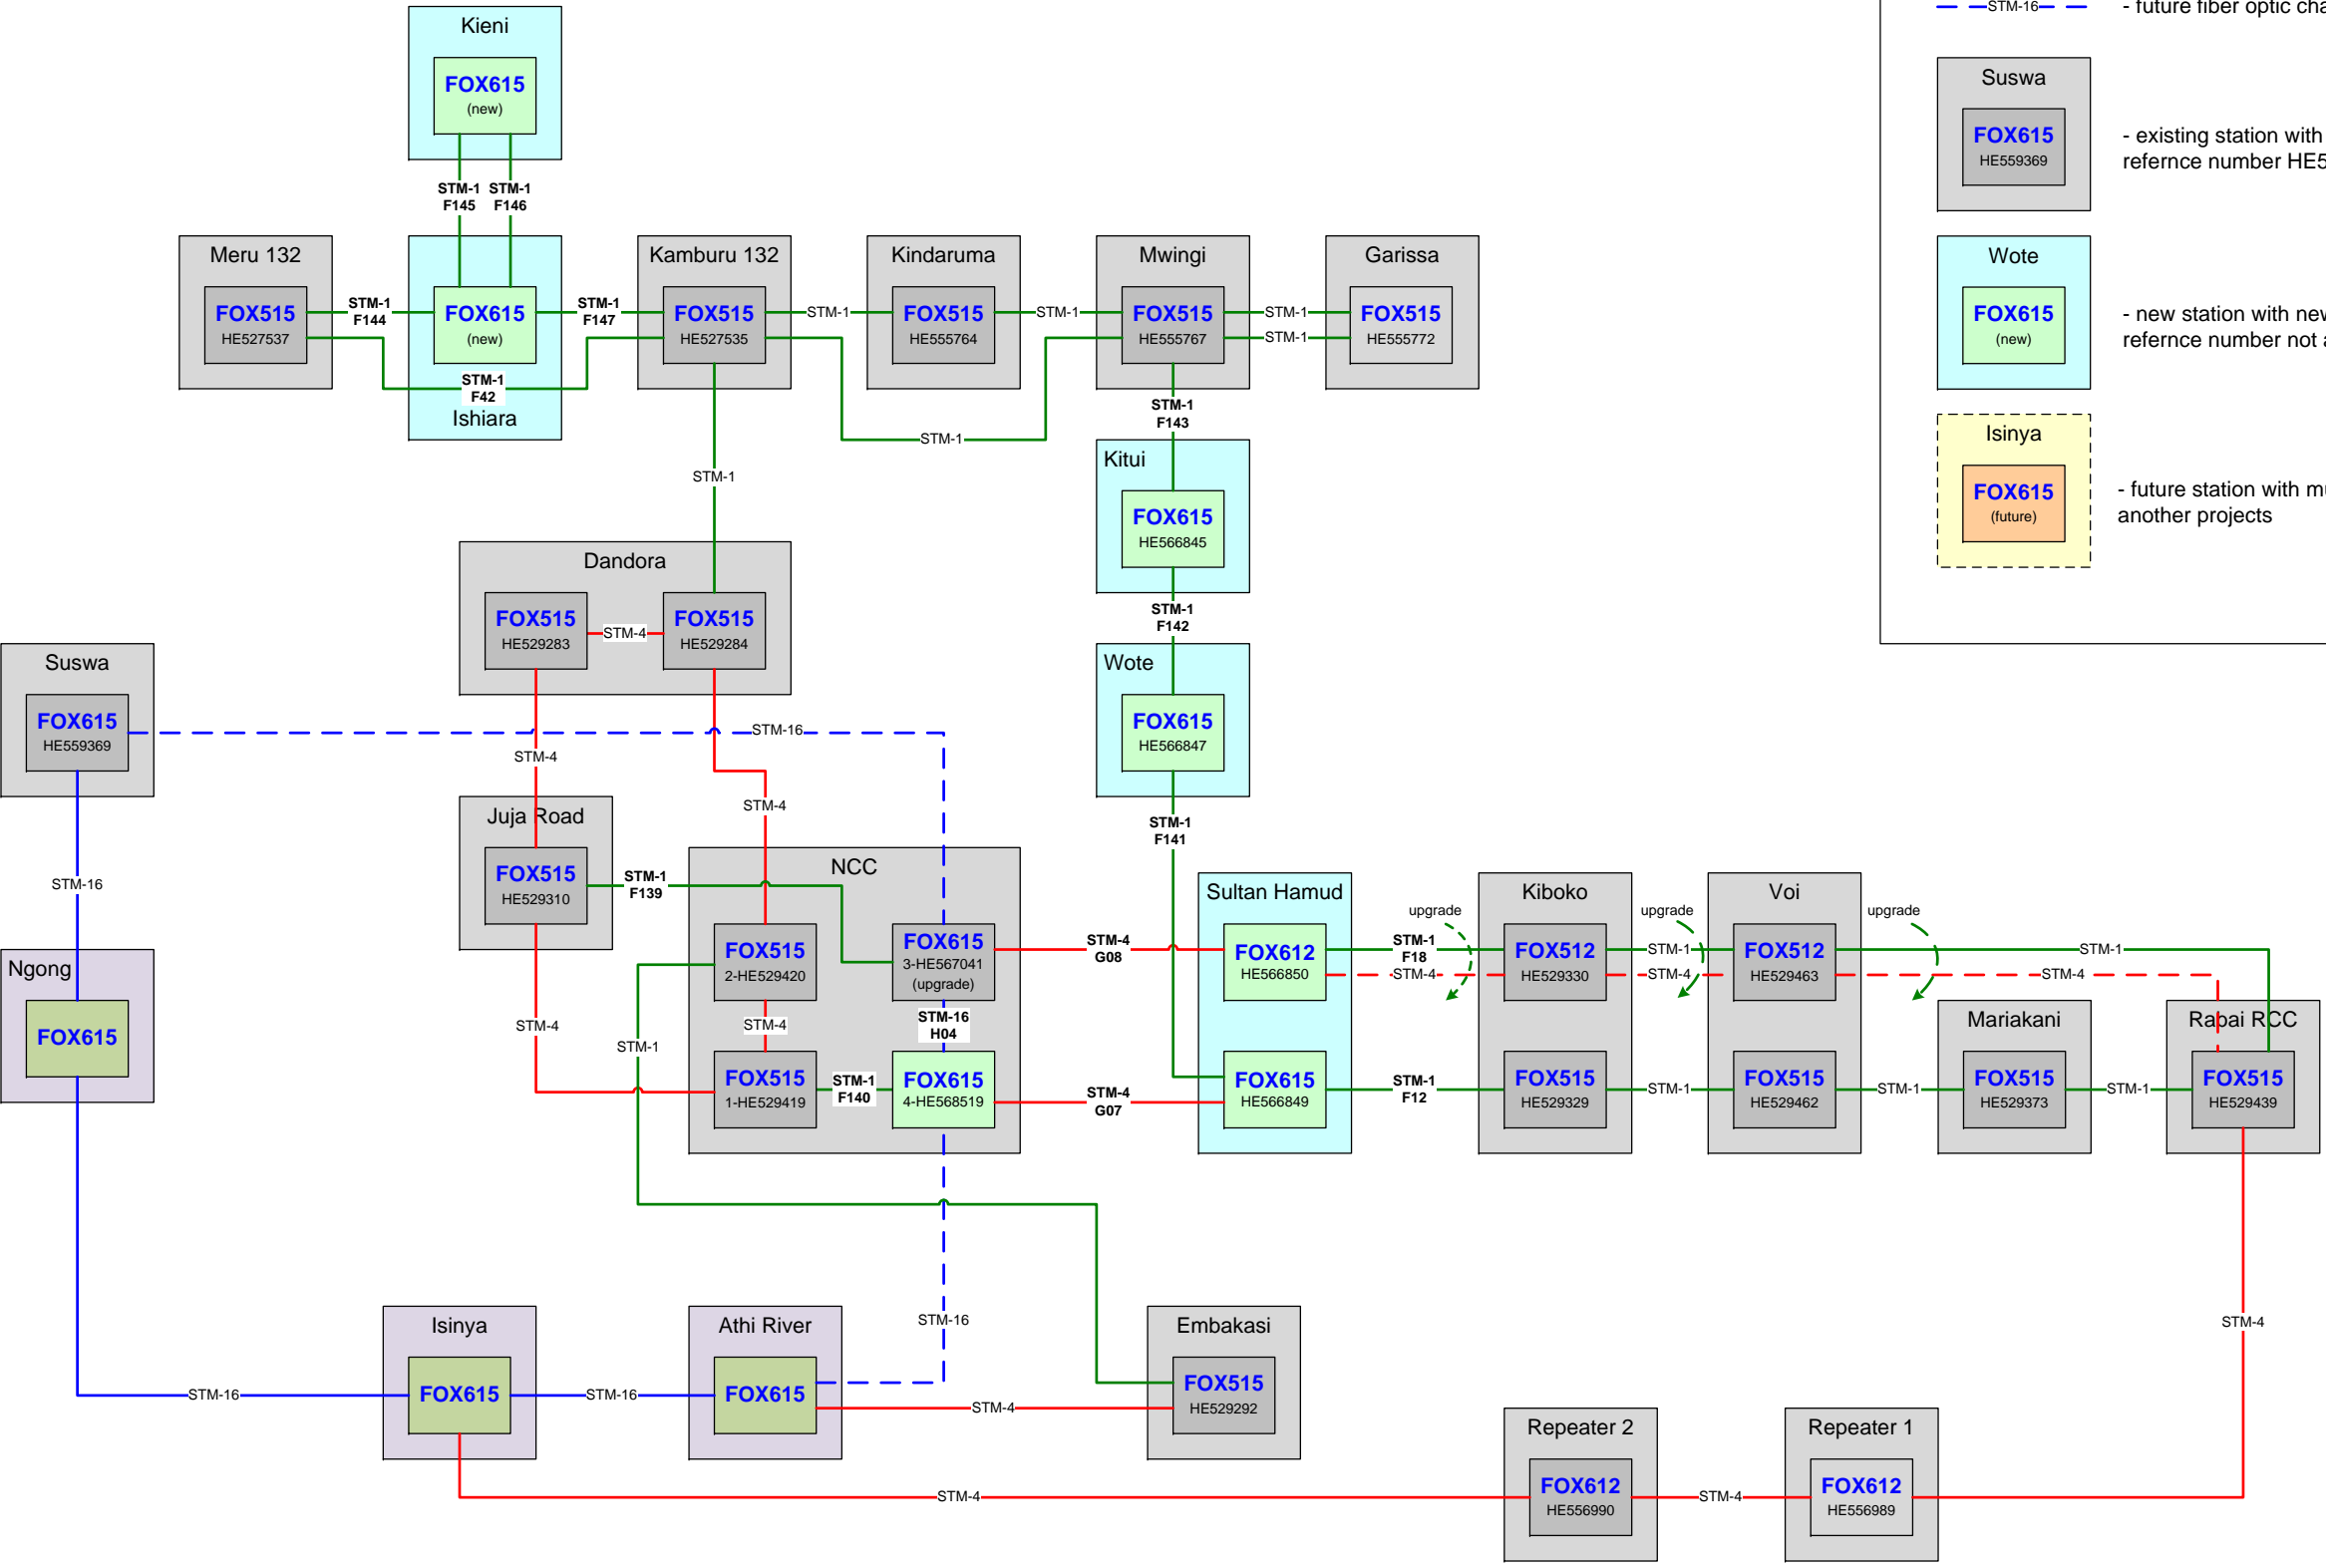 Kieni
FOX615
(new)
STM-1
F145
STM-1
F146
Meru 132
FOX515
HE527537
STM-1
F144
FOX615
(new)
STM-1
F42
Ishiara
STM-1
F147
Kamburu 132
FOX515
HE527535
STM-1
Kindaruma
FOX515
HE555764
STM-1
STM-1
Mwingi
FOX515
HE555767
STM-1
STM-1
Garissa
FOX515
HE555772
STM-1
F143
Kitui
FOX615
HE566845
STM-1
F142
Wote
FOX615
HE566847
STM-1
F141
STM-1
Dandora
FOX515
HE529283
STM-4
FOX515
HE529284
Suswa
FOX615
HE559369
STM-16
STM-4
STM-4
Juja Road
FOX515
HE529310
STM-1
F139
STM-16
Ngong
FOX615
STM-4
STM-1
NCC
FOX515
2-HE529420
FOX615
3-HE567041
(upgrade)
STM-4
STM-16
H04
FOX515
1-HE529419
STM-1
F140
FOX615
4-HE568519
STM-4
G08
STM-4
G07
Sultan Hamud
FOX612
HE566850
FOX615
HE566849
upgrade
STM-1
F18
STM-4
STM-1
F12
Kiboko
FOX512
HE529330
FOX515
HE529329
upgrade
STM-1
STM-4
STM-1
Voi
FOX512
HE529463
FOX515
HE529462
upgrade
STM-1
STM-4
STM-1
Mariakani
FOX515
HE529373
STM-1
Rabai RCC
FOX515
HE529439
STM-4
STM-16
Isinya
FOX615
STM-16
Athi River
FOX615
STM-16
STM-4
Embakasi
FOX515
HE529292
STM-4
Repeater 2
FOX612
HE556990
STM-4
Repeater 1
FOX612
HE556989
STM-16
- future fiber optic cha
Suswa
FOX615
HE559369
- existing station with
refernce number HE5
Wote
FOX615
(new)
- new station with new
refernce number not a
Isinya
FOX615
(future)
- future station with mu
another projects